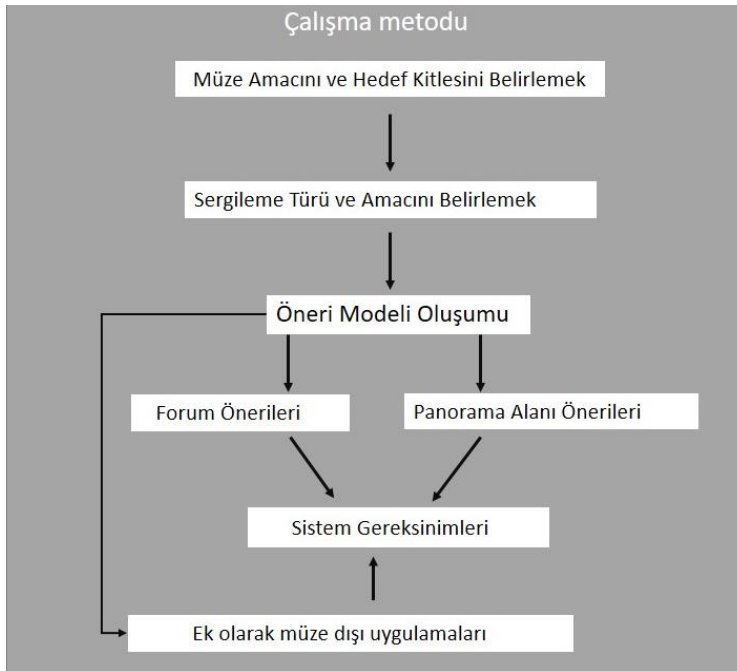 Çalışma metodu
Müze Amacını ve Hedef Kitlesini Belirlemek
Sergileme Türü ve Amacını Belirlemek
Öneri Modeli Oluşumu
Forum Önerileri
Panorama Alanı Önerileri
Sistem Gereksinimleri
Ek olarak müze dışı uygulamaları